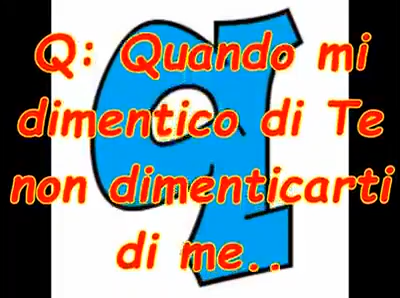 Q: Quando mi
dimentico di Te
non dimenticarti
di me..
q